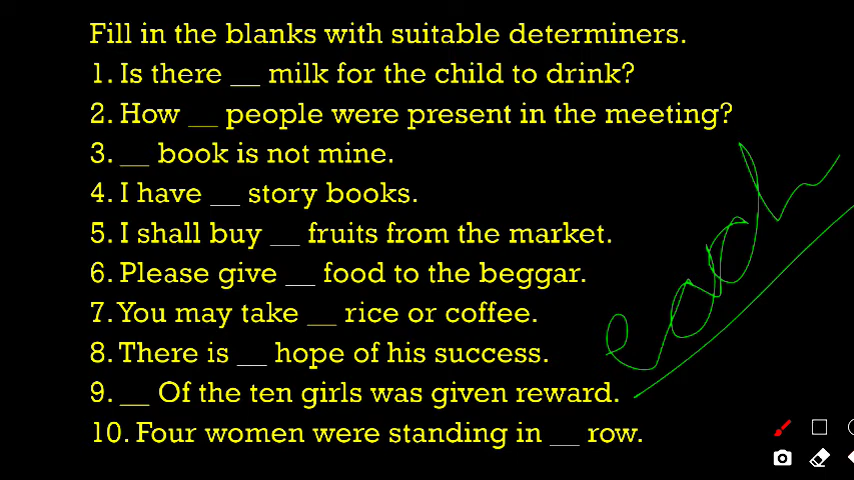 Fill in the blanks with suitable determiners.
1. Is there __ milk for the child to drink?
2. How __ people were present in the meeting?
3. __ book is not mine.
4. I have __ story books.
5. I shall buy __ fruits from the market.
6. Please give __ food to the beggar.
7. You may take __ rice or coffee.
8. There is __ hope of his success.
9. __ Of the ten girls was given reward.
10. Four women were standing in __ row.
each